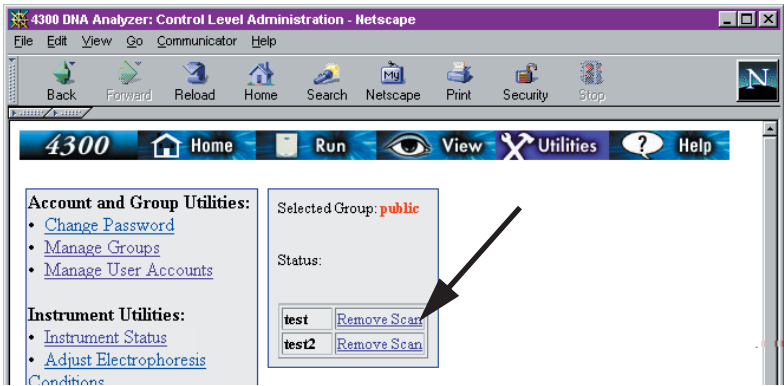 4300 DNA Analyzer: Control Level Administration - Netscape
File Edit View Go Communicator Help
Back Forward Reload Home Search Netscape Print Security Stop
My
N
4300 Home Run View Utilities Help
Account and Group Utilities:
• Change Password
• Manage Groups
• Manage User Accounts
Instrument Utilities:
• Instrument Status
• Adjust Electrophoresis
Conditions
Selected Group: public
Status:
test Remove Scan
test2 Remove Scan